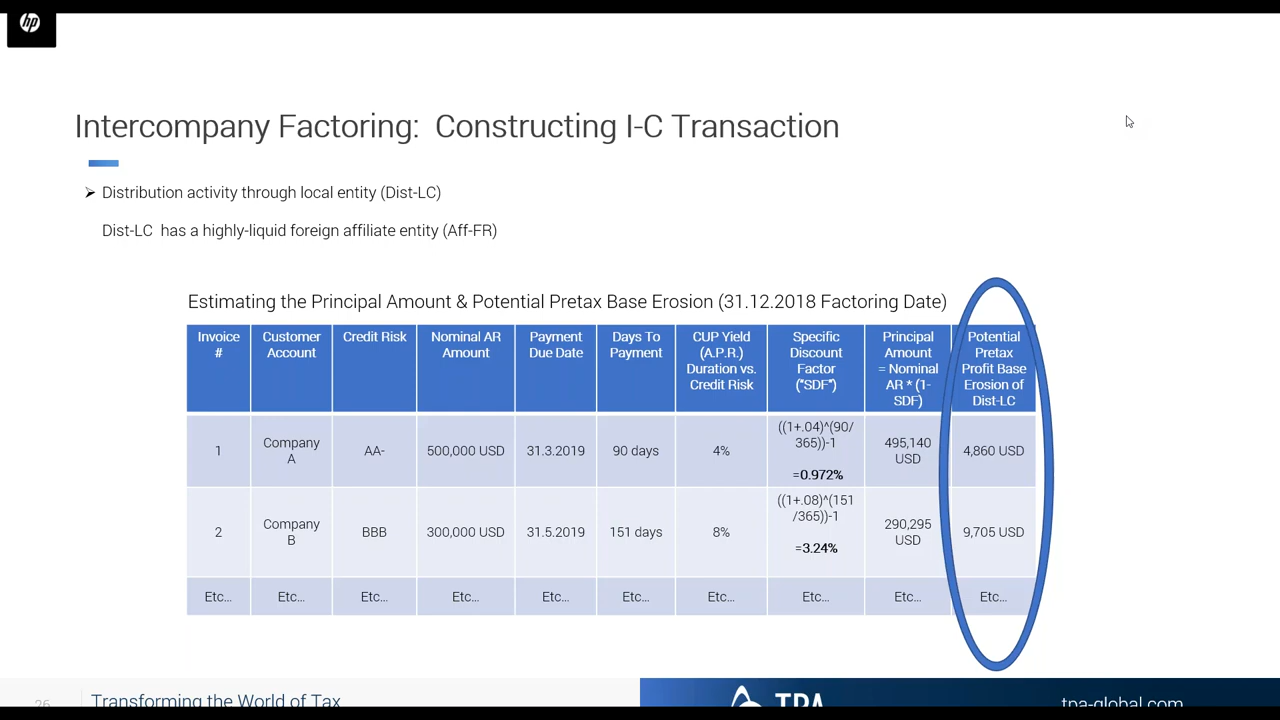 hp
Intercompany Factoring: Constructing I-C Transaction
Distribution activity through local entity (Dist-LC)
Dist-LC has a highly-liquid foreign affiliate entity (Aff-FR)
Estimating the Principal Amount & Potential Pretax Base Erosion (31.12.2018 Factoring Date)
Invoice
#
Customer
Account
Credit Risk
Nominal AR
Amount
Payment
Due Date
Days To
Payment
CUP Yield
(A.P.R.)
Duration vs.
Credit Risk
Specific
Discount
Factor
("SDF")
Principal
Amount
= Nominal
AR * (1-
SDF)
Potential
Pretax
Profit Base
Erosion of
Dist-LC
1
Company
A
AA-
500,000 USD
31.3.2019
90 days
4%
((1+.04)^(90/
365))-1
=0.972%
495,140
USD
4,860 USD
2
Company
B
BBB
300,000 USD
31.5.2019
151 days
8%
((1+.08)^(151
/365))-1
=3.24%
290,295
USD
9,705 USD
Etc...
Etc...
Etc...
Etc...
Etc...
Etc...
Etc...
Etc...
Etc...
Etc...
26
Transforming the World of Tax
TPA
tpa-global.com